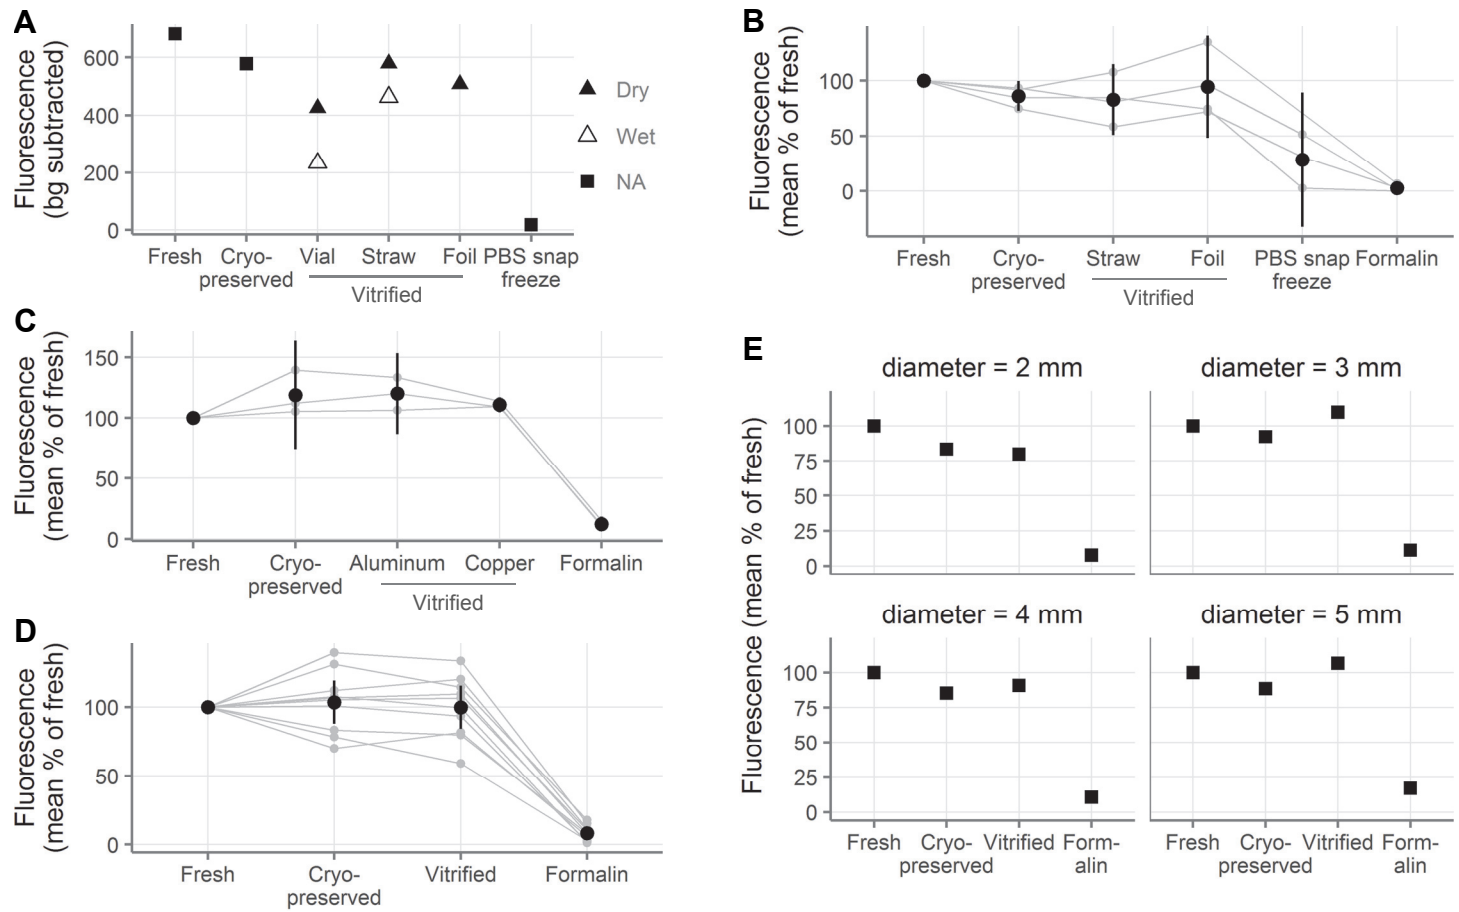 A
Fluorescence
(bg subtracted)
600
400
200
0
Fresh
Cryo-
preserved
Vial
Straw
Foil
PBS snap
freeze
Vitrified
Dry
Wet
NA
B
Fluorescence
(mean % of fresh)
100
50
0
Fresh
Cryo-
preserved
Straw
Foil
PBS snap
freeze
Formalin
Vitrified
C
Fluorescence
(mean % of fresh)
150
100
50
0
Fresh
Cryo-
preserved
Aluminum
Copper
Formalin
Vitrified
D
Fluorescence
(mean % of fresh)
100
50
0
Fresh
Cryo-
preserved
Vitrified
Formalin
E
Fluorescence (mean % of fresh)
diameter = 2 mm
diameter = 3 mm
100
75
50
25
0
diameter = 4 mm
diameter = 5 mm
100
75
50
25
0
Fresh
Cryo-
preserved
Vitrified
Form-
alin
Fresh
Cryo-
preserved
Vitrified
Form-
alin